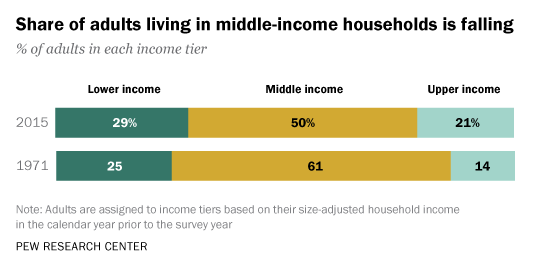 Share of adults living in middle-income households is falling
% of adults in each income tier
Lower income Middle income Upper income
2015 29% 50% 21%
1971 25 61 14
Note: Adults are assigned to income tiers based on their size-adjusted household income
in the calendar year prior to the survey year
PEW RESEARCH CENTER